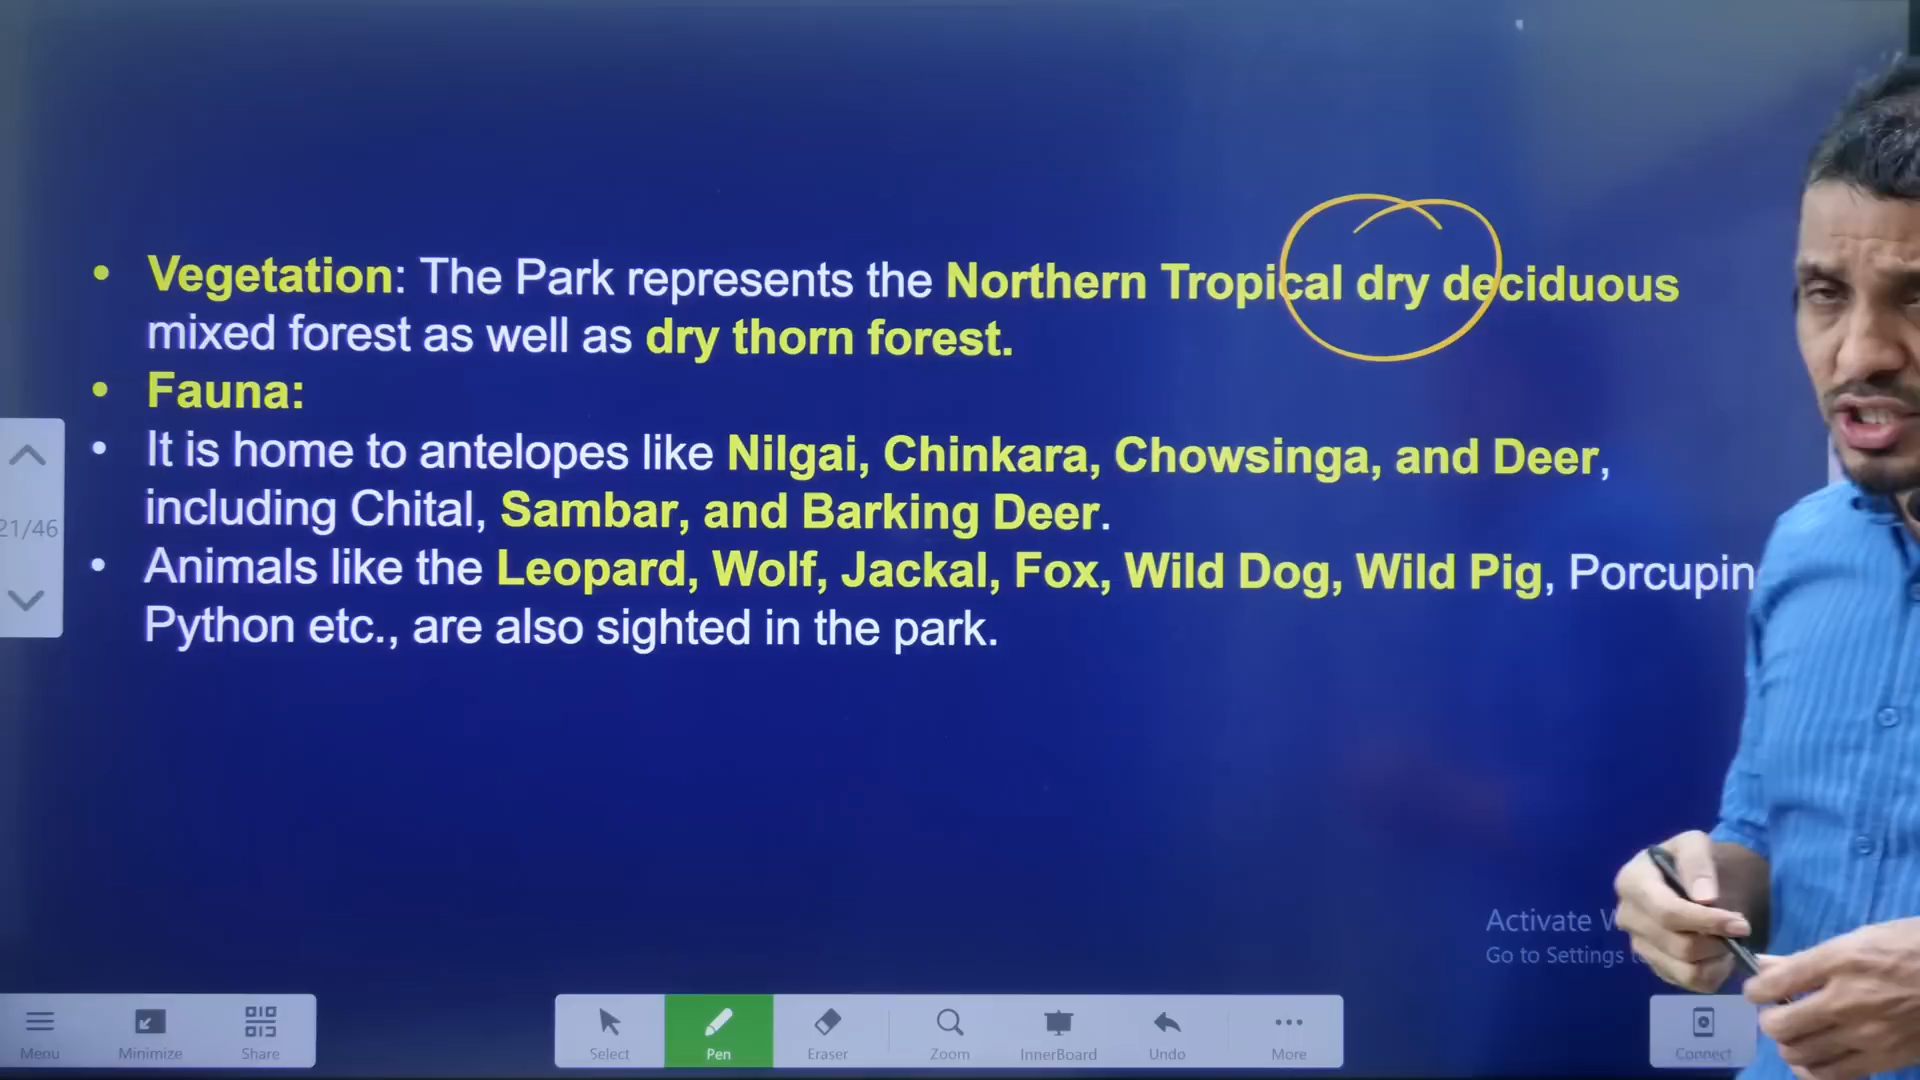 • Vegetation: The Park represents the Northern Tropical dry deciduous
mixed forest as well as dry thorn forest.
• Fauna:
• It is home to antelopes like Nilgai, Chinkara, Chowsinga, and Deer,
including Chital, Sambar, and Barking Deer.
• Animals like the Leopard, Wolf, Jackal, Fox, Wild Dog, Wild Pig, Porcupin
Python etc., are also sighted in the park.
21/46
Activate
Go to Settings
Menu
Minimize
Share
Select
Pen
Eraser
Zoom
InnerBoard
Undo
More
Connect